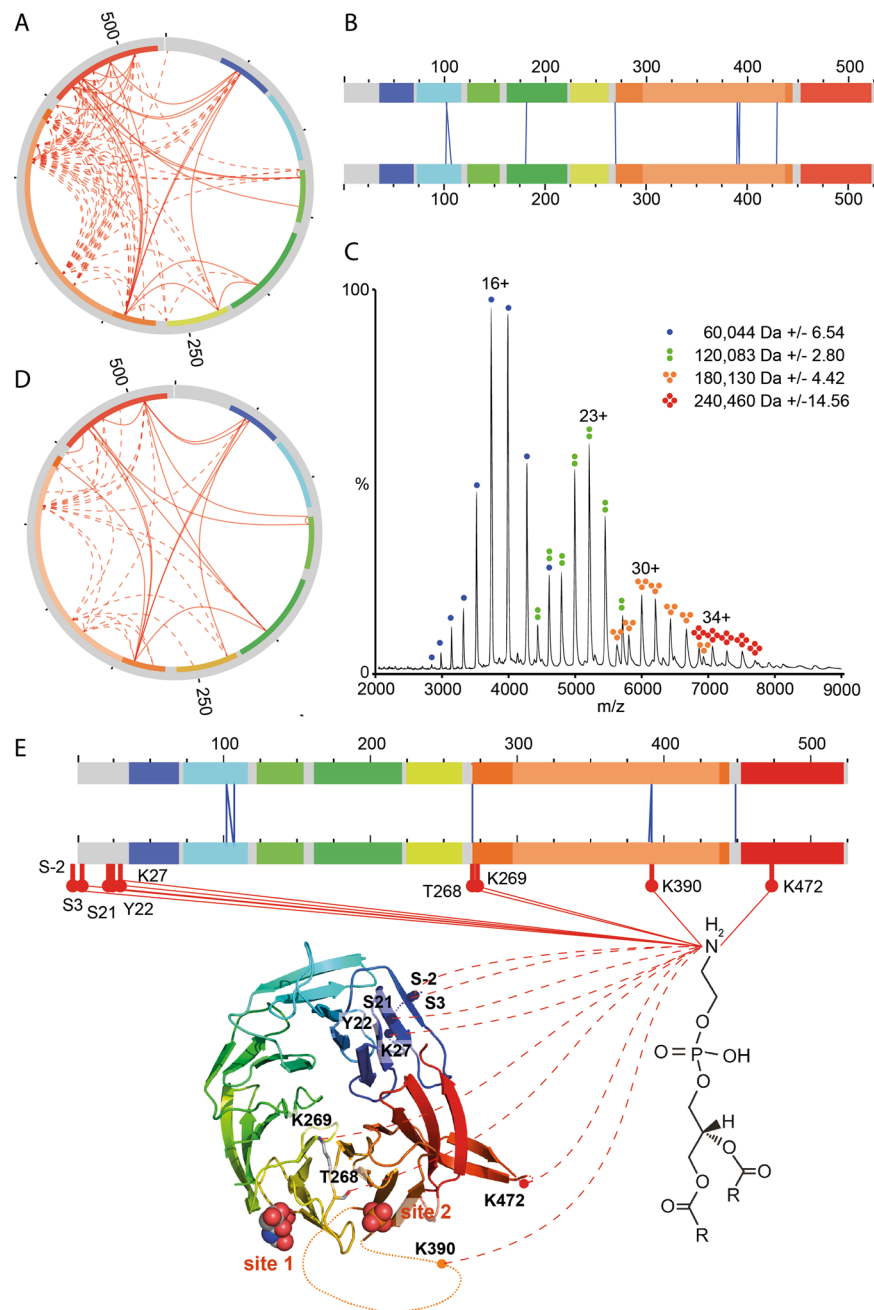 A
500
250
B
100 200 300 400 500
100 200 300 400 500
C
100
%
0
16+
23+
30+
34+
60,044 Da +/- 6.54
120,083 Da +/- 2.80
180,130 Da +/- 4.42
240,460 Da +/-14.56
2000 3000 4000 5000 6000 7000 8000 9000
m/z
D
500
250
E
100 200 300 400 500
S-2
S3
S21
Y22
K27
T268
K269
K390
K472
H2
N
O
O=P-OH
O
H
O
O
O
R
O
R
S-2
S21
S3
Y22
K27
K269
T268
K472
site 2
K390
site 1